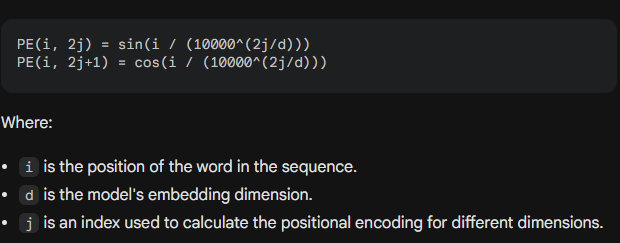 PE(i, 2j) = sin(i / (10000^(2j/d)))
PE(i, 2j+1) = cos(i / (10000^(2j/d)))
Where:
• i is the position of the word in the sequence.
• d is the model's embedding dimension.
• j is an index used to calculate the positional encoding for different dimensions.